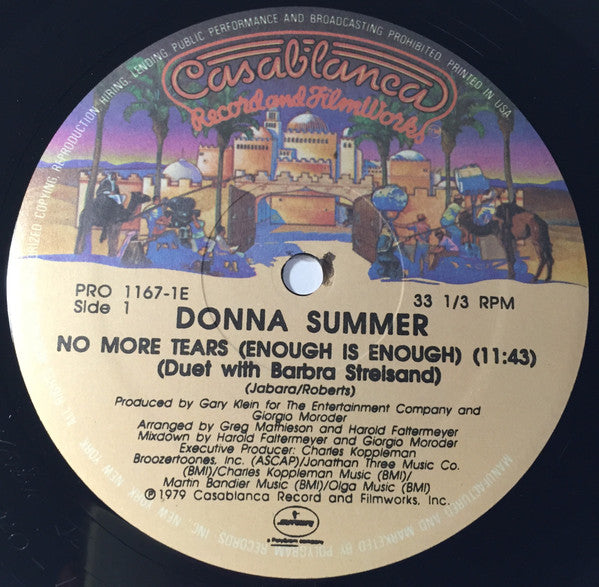 UNAUTHORIZED COPYING, REPRODUCTION, HIRING, LENDING, PUBLIC PERFORMANCE AND BROADCASTING PROHIBITED. PRINTED IN USA
Casablanca
Record and FilmWorks
PRO 1167-1E
Side 1
33 1/3 RPM
DONNA SUMMER
NO MORE TEARS (ENOUGH IS ENOUGH) (11:43)
(Duet with Barbra Streisand)
(Jabara/Roberts)
Produced by Gary Klein for The Entertainment Company and
Giorgio Moroder
Arranged by Greg Mathieson and Harold Faltermeyer
Mixdown by Harold Faltermeyer and Giorgio Moroder
Executive Producer: Charles Koppleman
Broozertoones, Inc. (ASCAP)/Jonathan Three Music Co.
(BMI)/Charles Koppleman Music (BMI)/
Martin Bandier Music (BMI)/Olga Music (BMI)
℗ 1979 Casablanca Record and Filmworks, Inc.
mercury
a PolyGram company
MANUFACTURED AND MARKETED BY POLYGRAM RECORDS INC., NEW YORK, NEW YORK